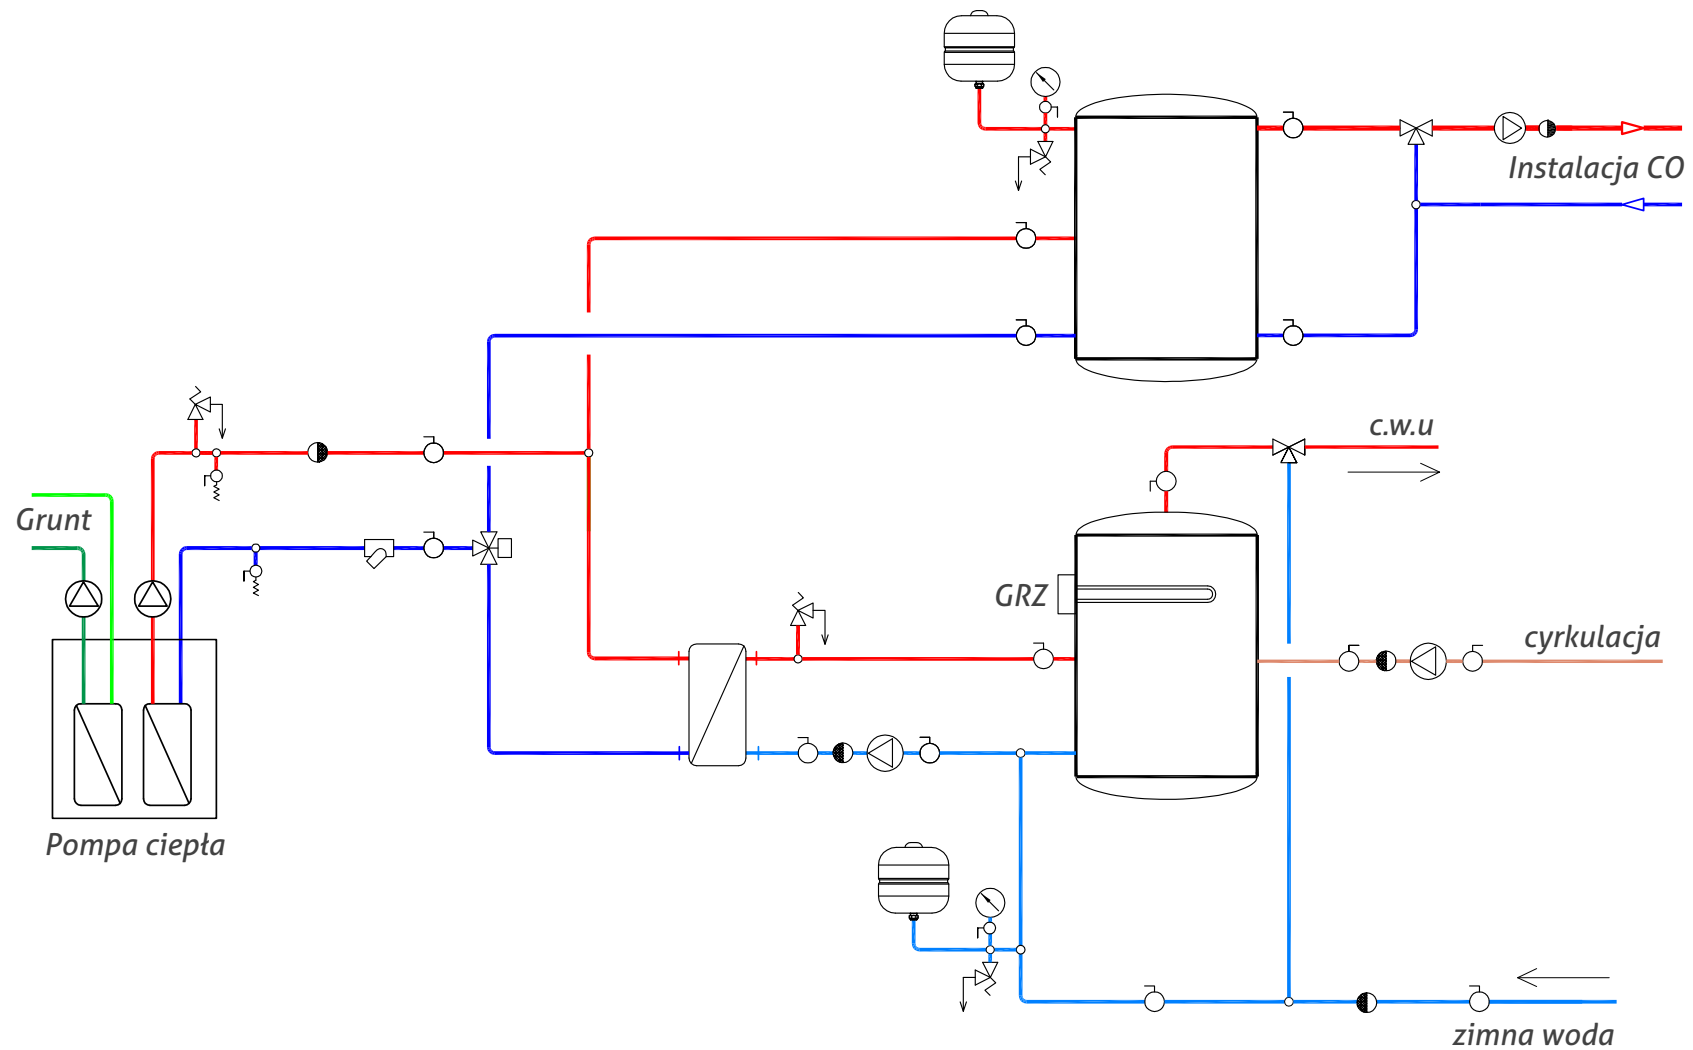 Instalacja CO
c.w.u
Grunt
GRZ
cyrkulacja
Pompa ciepła
zimna woda